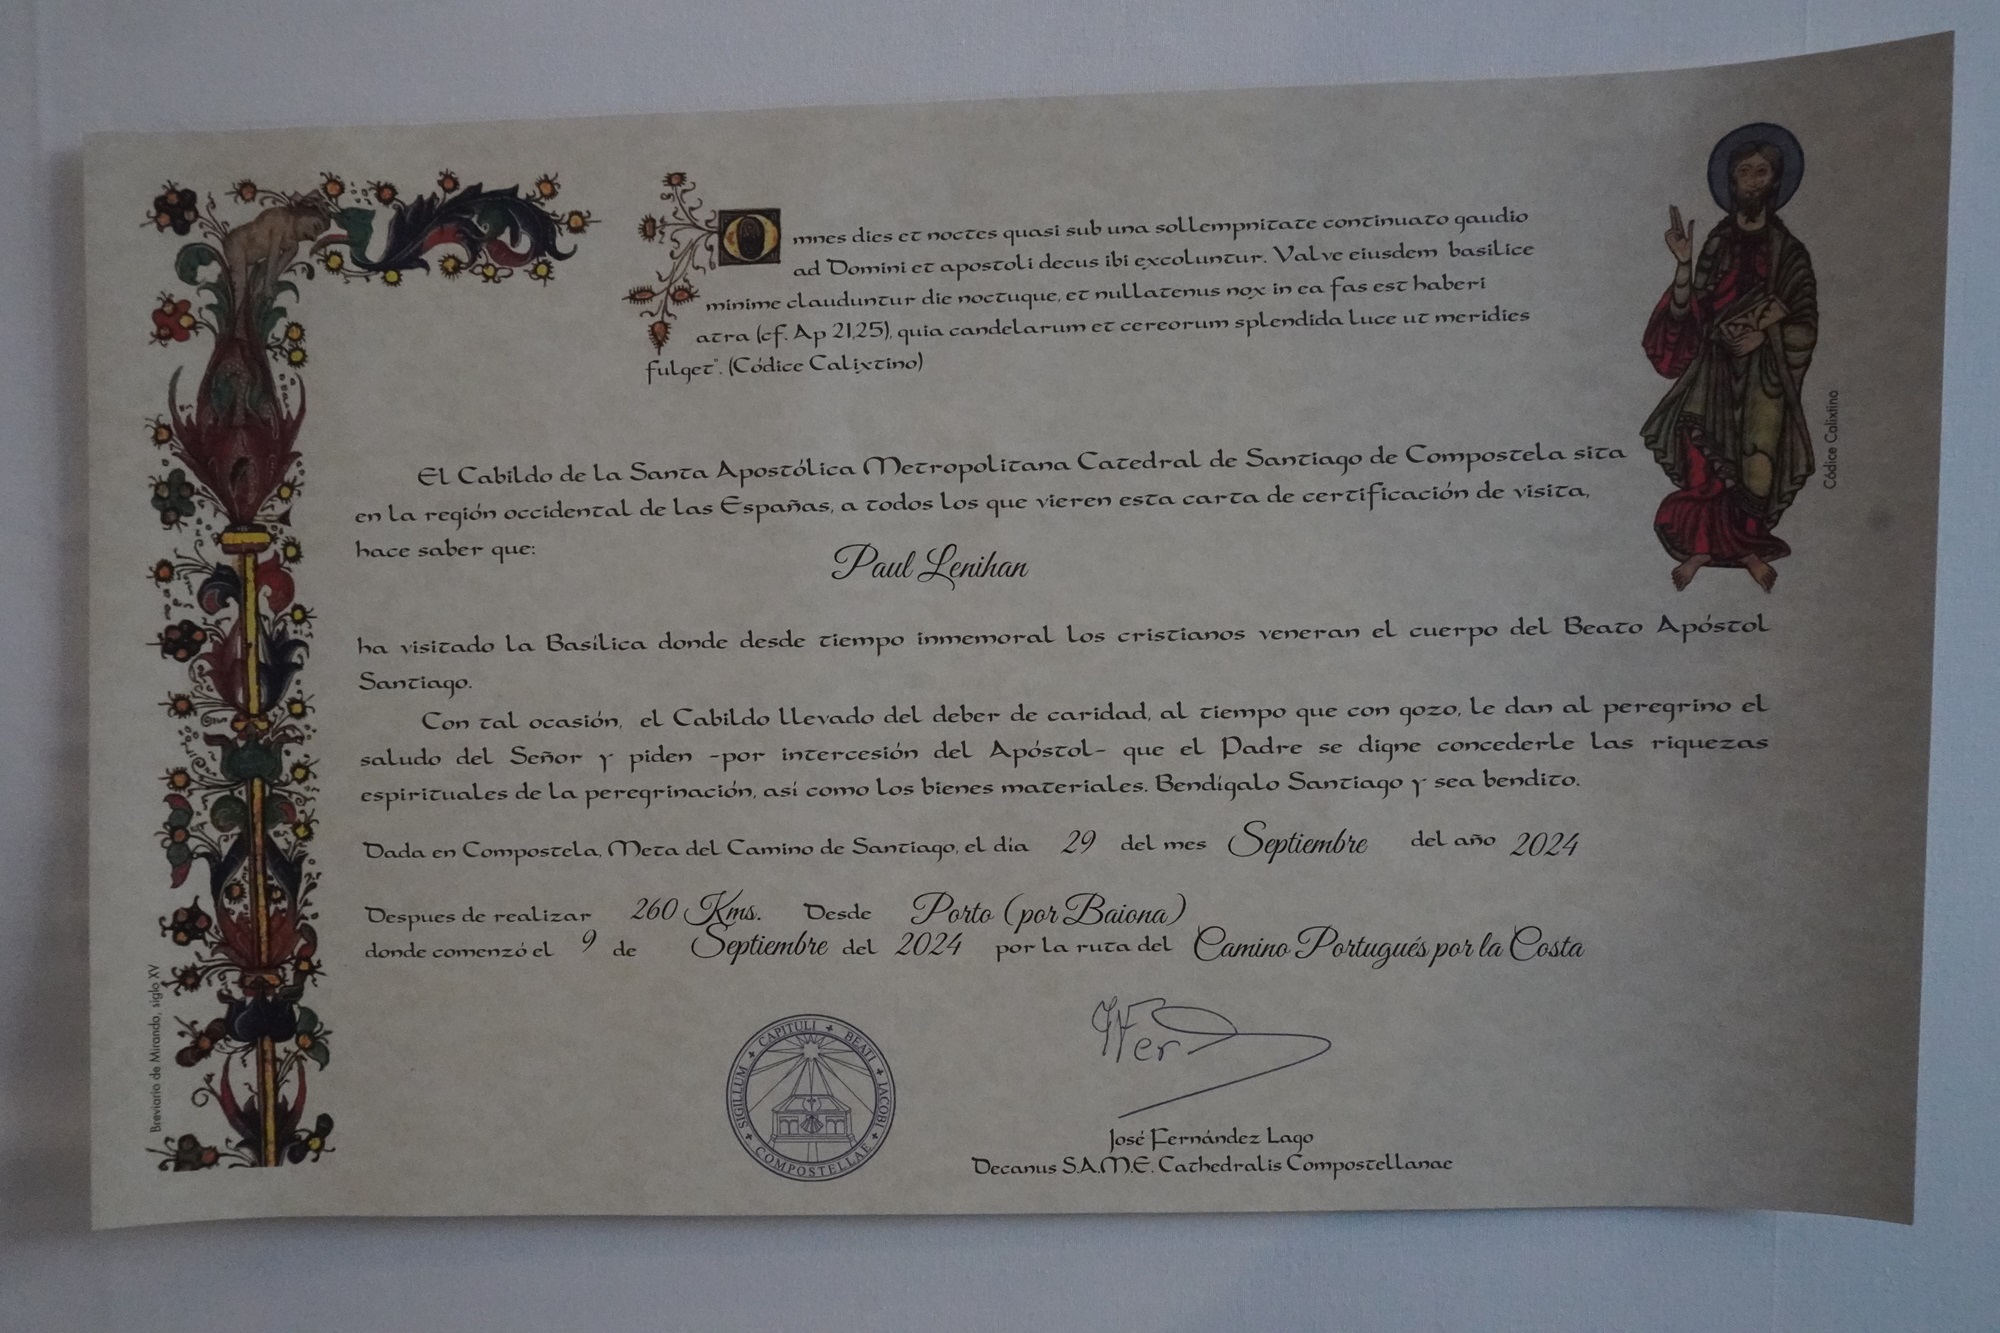 Omnes dies et noctes quasi sub una sollempnitate continuato gaudio
ad Domini et apostoli decus ibi excoluntur. Valve eiusdem basilice
minime clauduntur die noctuque, et nullatenus nox in ea fas est haberi
atra (cf. Ap 21,25), quia candelarum et cereorum splendida luce ut meridies
fulget". (Códice Calixtino)
Códice Calixtino
El Cabildo de la Santa Apostólica Metropolitana Catedral de Santiago de Compostela sita
en la región occidental de las Españas, a todos los que vieren esta carta de certificación de visita,
hace saber que:
Paul Lenihan
ha visitado la Basílica donde desde tiempo inmemoral los cristianos veneran el cuerpo del Beato Apóstol
Santiago.
Con tal ocasión, el Cabildo llevado del deber de caridad, al tiempo que con gozo, le dan al peregrino el
saludo del Señor y piden -por intercesión del Apóstol- que el Padre se digne concederle las riquezas
espirituales de la peregrinación, así como los bienes materiales. Bendígalo Santiago y sea bendito.
Dada en Compostela, Meta del Camino de Santiago, el día 29 del mes Septiembre del año 2024
Despues de realizar 260 Kms. Desde Porto (por Baiona)
donde comenzó el 9 de Septiembre del 2024 por la ruta del Camino Portugués por la Costa
Breviario de Miranda, siglo XV
SIGILLUM + CAPITULI + BEATI + IACOBI + COMPOSTELLAE +
JFer
José Fernández Lago
Decanus S.A.M.E. Cathedralis Compostellanae